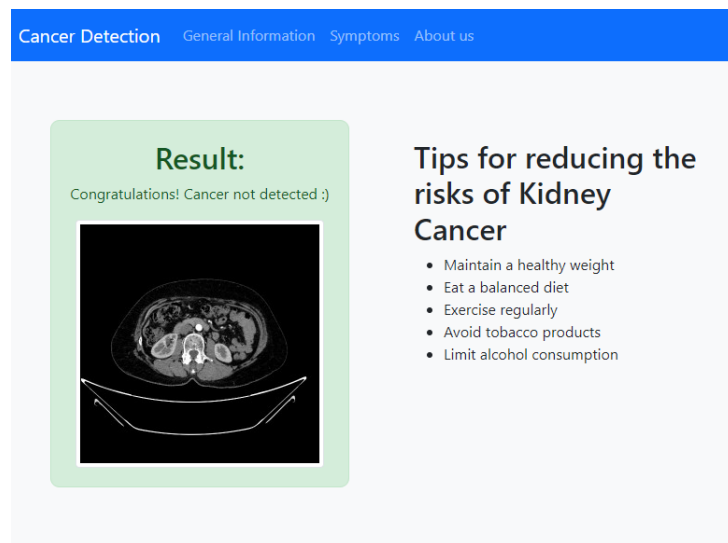 Cancer Detection General Information Symptoms About us
Result:
Congratulations! Cancer not detected :)
Tips for reducing the
risks of Kidney
Cancer
Maintain a healthy weight
Eat a balanced diet
Exercise regularly
Avoid tobacco products
Limit alcohol consumption